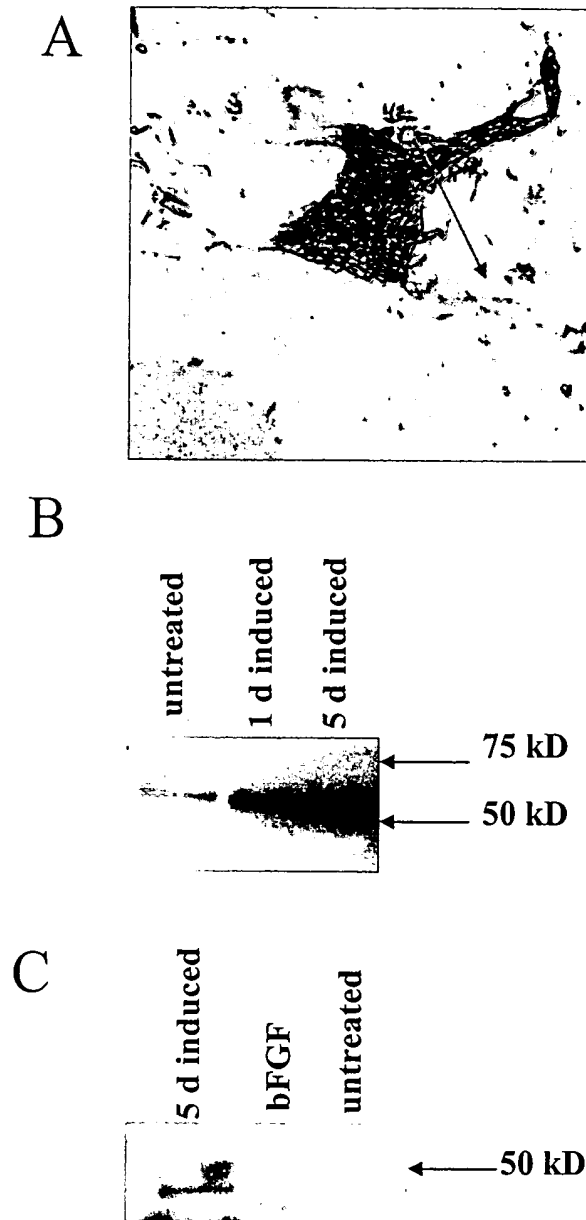 A
B
untreated
1 d induced
5 d induced
75 kD
50 kD
C
5 d induced
bFGF
untreated
50 kD